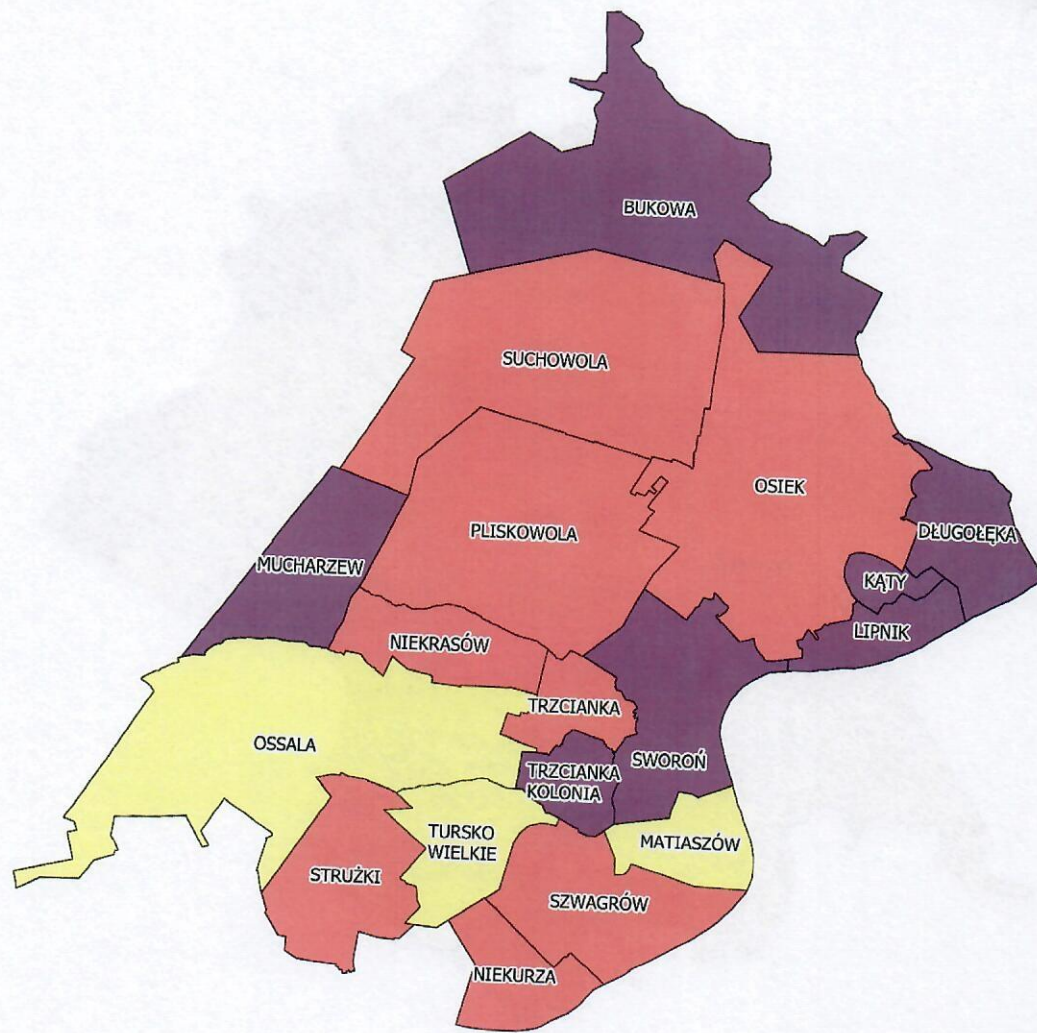 BUKOWA
SUCHOWOLA
OSIEK
PLISKOWOLA
DŁUGOŁĘKA
MUCHARZEW
KĄTY
LIPNIK
NIEKRASÓW
TRZCIANKA
OSSALA
SWOROŃ
TRZCIANKA
KOLONIA
TURSKO
WIELKIE
MATIASZÓW
STRUŻKI
SZWAGRÓW
NIEKURZA